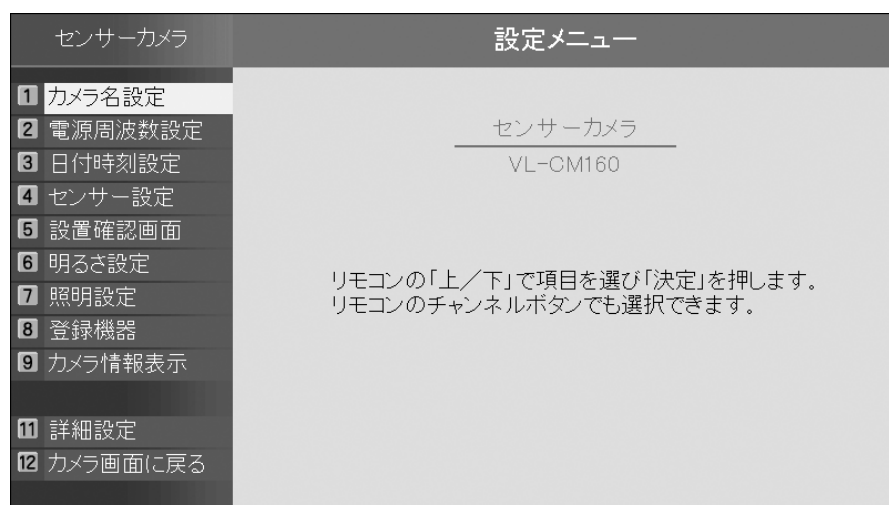 センサーカメラ
設定メニュー
1 カメラ名設定
2 電源周波数設定
3 日付時刻設定
4 センサー設定
5 設置確認画面
6 明るさ設定
7 照明設定
8 登録機器
9 カメラ情報表示
11 詳細設定
12 カメラ画面に戻る
センサーカメラ
VL-CM160
リモコンの「上／下」で項目を選び「決定」を押します。
リモコンのチャンネルボタンでも選択できます。